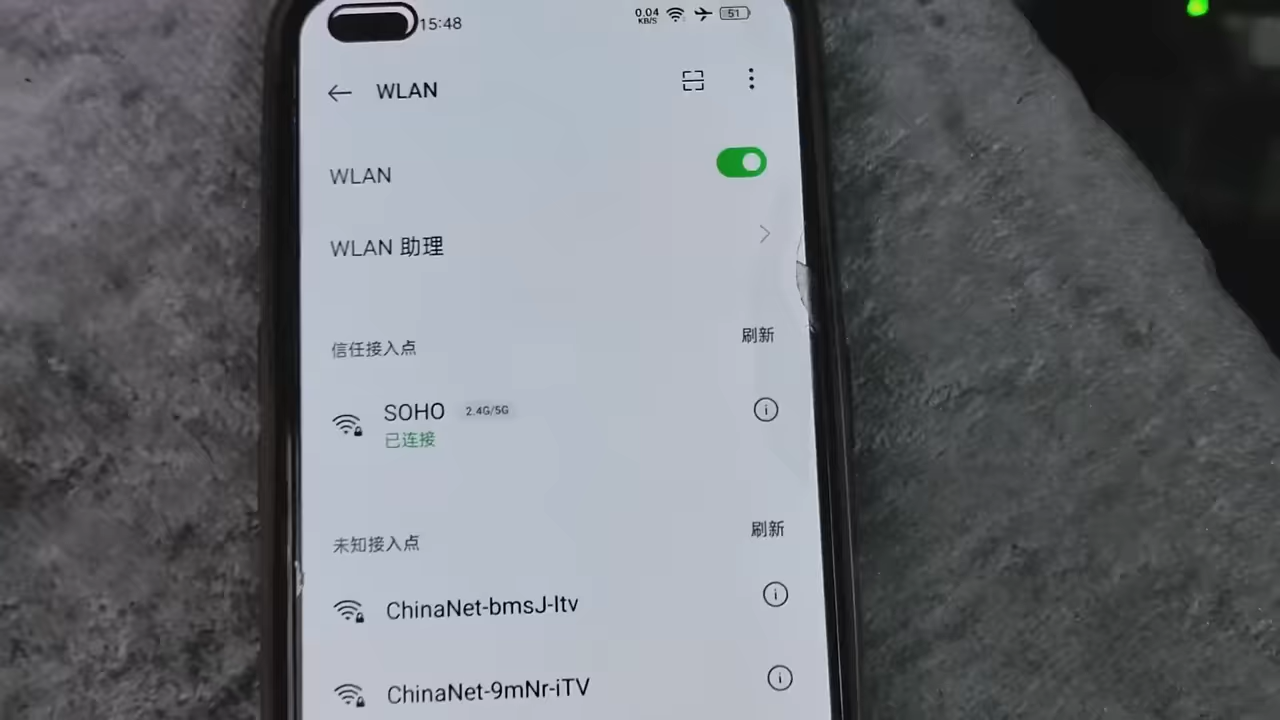 15:48
0.04
KB/S
51
WLAN
WLAN
WLAN 助理
信任接入点
刷新
SOHO 2.4G/5G
已连接
未知接入点
刷新
ChinaNet-bmsJ-Itv
ChinaNet-9mNr-iTV